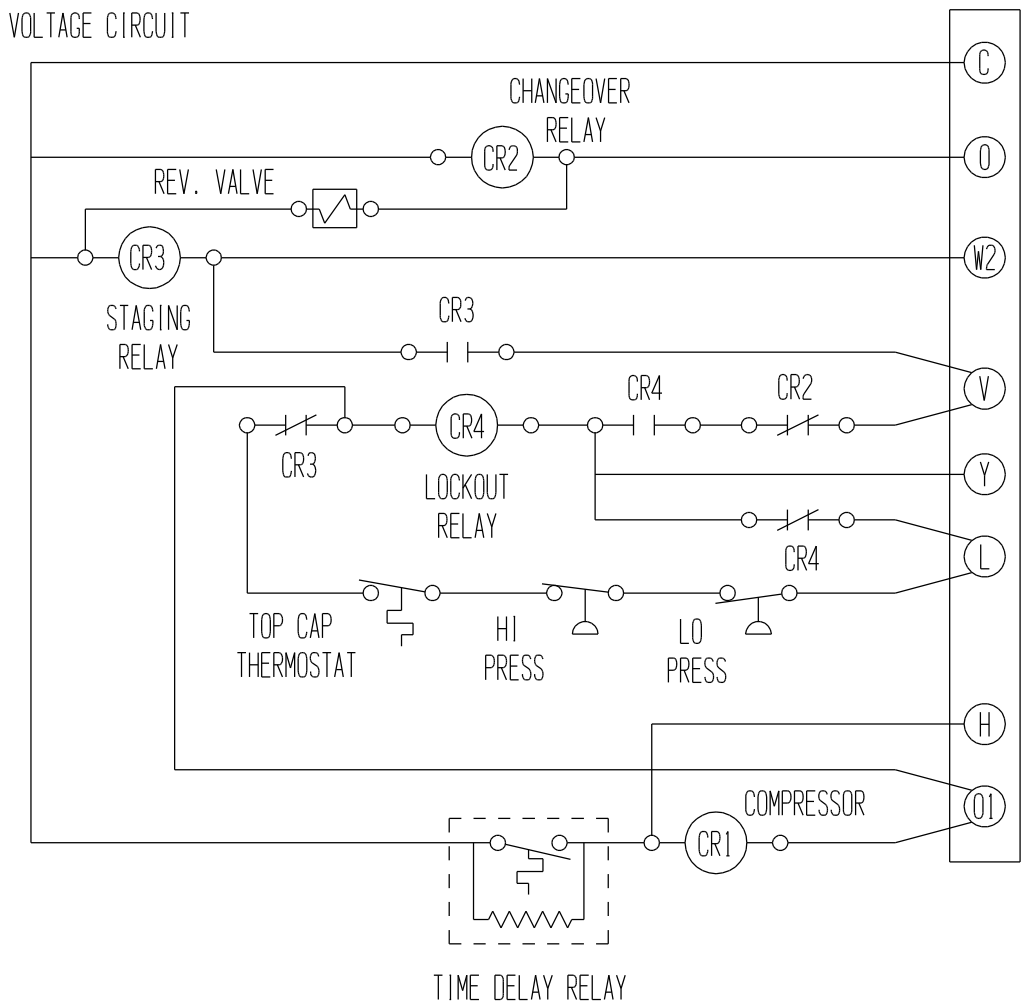 VOLTAGE CIRCUIT
C
CHANGEOVER
RELAY
CR2
O
REV. VALVE
CR3
W2
STAGING
RELAY
CR3
V
CR4
CR2
CR4
CR3
LOCKOUT
RELAY
Y
CR4
L
TOP CAP
THERMOSTAT
HI
PRESS
LO
PRESS
H
COMPRESSOR
O1
CR1
TIME DELAY RELAY